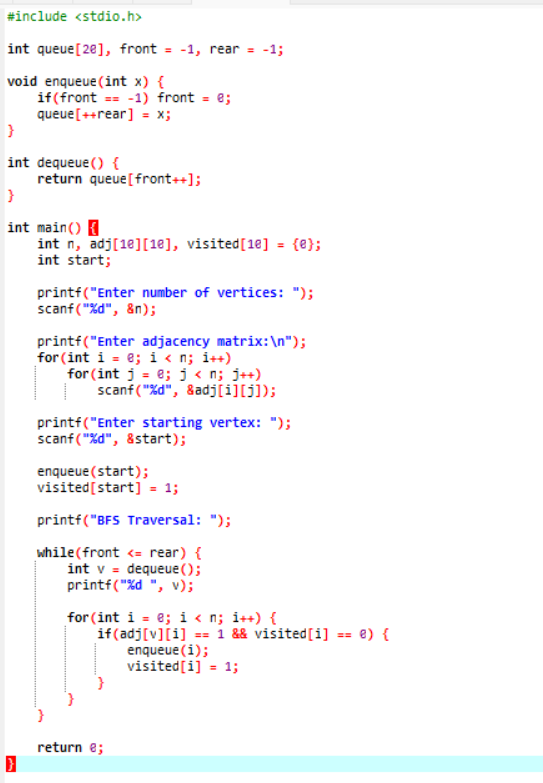 #include <stdio.h>
int queue[20], front = -1, rear = -1;
void enqueue(int x) {
if(front == -1) front = 0;
queue[++rear] = x;
}
int dequeue() {
return queue[front++];
}
int main() {
int n, adj[10][10], visited[10] = {0};
int start;
printf("Enter number of vertices: ");
scanf("%d", &n);
printf("Enter adjacency matrix:\n");
for(int i = 0; i < n; i++)
for(int j = 0; j < n; j++)
scanf("%d", &adj[i][j]);
printf("Enter starting vertex: ");
scanf("%d", &start);
enqueue(start);
visited[start] = 1;
printf("BFS Traversal: ");
while(front <= rear) {
int v = dequeue();
printf("%d ", v);
for(int i = 0; i < n; i++) {
if(adj[v][i] == 1 && visited[i] == 0) {
enqueue(i);
visited[i] = 1;
}
}
}
return 0;
}